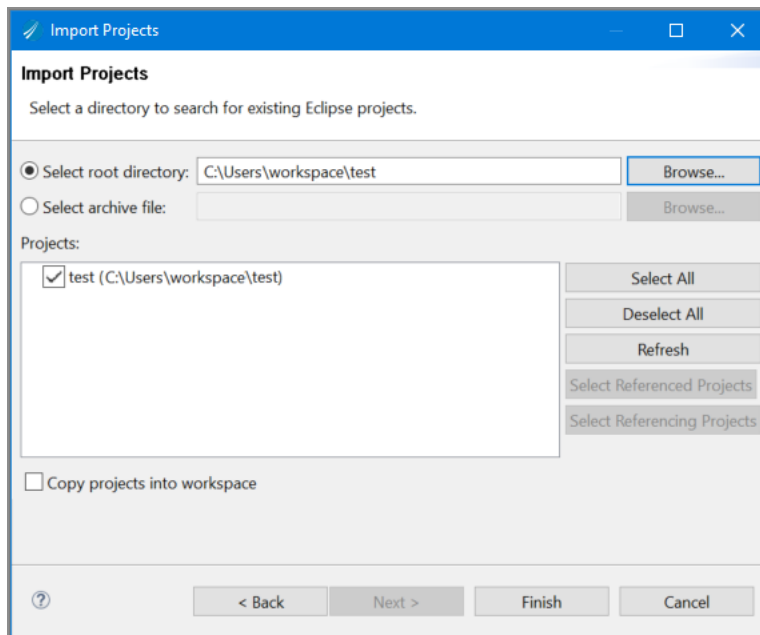 Import Projects
Import Projects
Select a directory to search for existing Eclipse projects.
Select root directory: C:\Users\workspace\test Browse...
Select archive file: Browse...
Projects:
test (C:\Users\workspace\test)
Select All
Deselect All
Refresh
Select Referenced Projects
Select Referencing Projects
Copy projects into workspace
? < Back Next > Finish Cancel